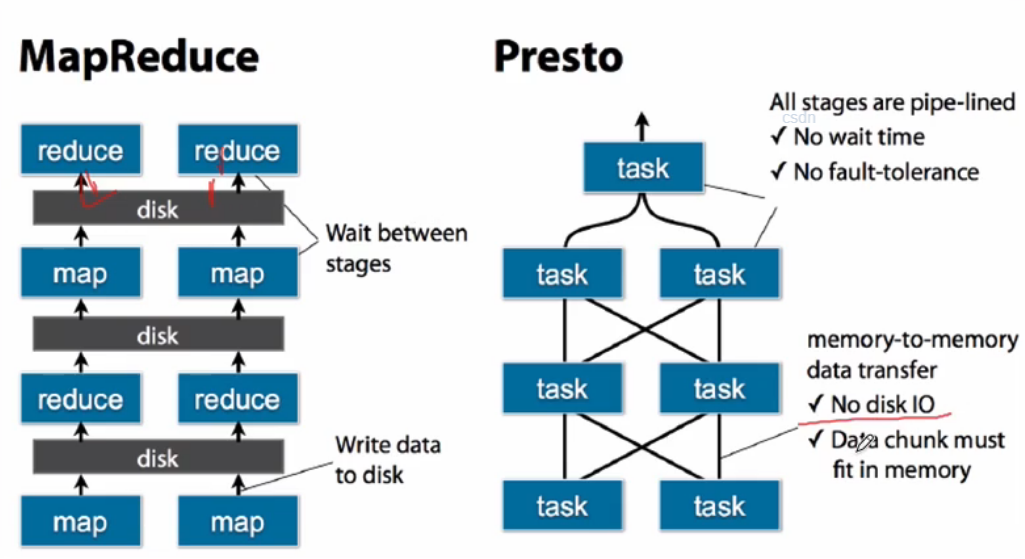 MapReduce
reduce
reduce
disk
Wait between
stages
map
map
disk
reduce
reduce
disk
Write data
to disk
map
map
Presto
All stages are pipe-lined
csdn
✓ No wait time
✓ No fault-tolerance
task
task
task
memory-to-memory
data transfer
✓ No disk IO
✓ Data chunk must
fit in memory
task
task
task
task